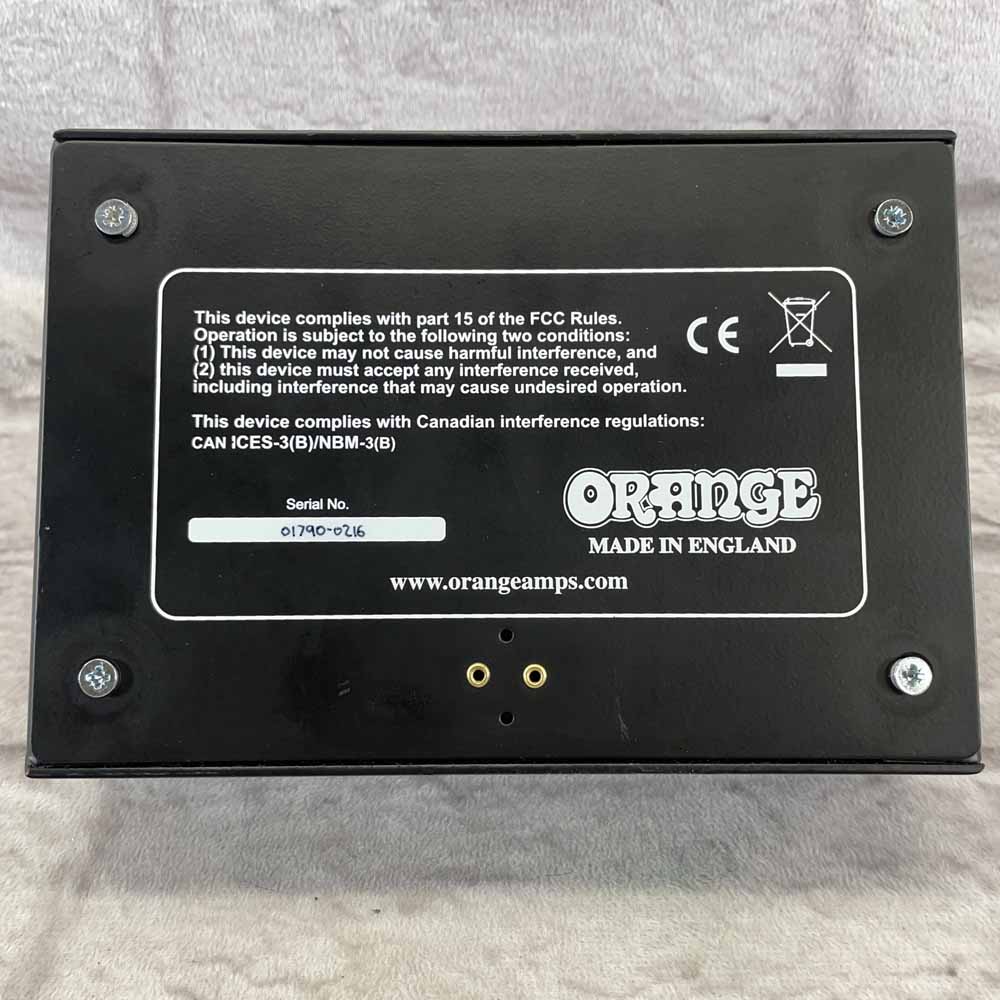 This device complies with part 15 of the FCC Rules.
Operation is subject to the following two conditions:
(1) This device may not cause harmful interference, and
(2) this device must accept any interference received,
including interference that may cause undesired operation.
CE
This device complies with Canadian interference regulations:
CAN ICES-3(B)/NBM-3(B)
Serial No.
01790-0216
ORANGE
MADE IN ENGLAND
www.orangeamps.com